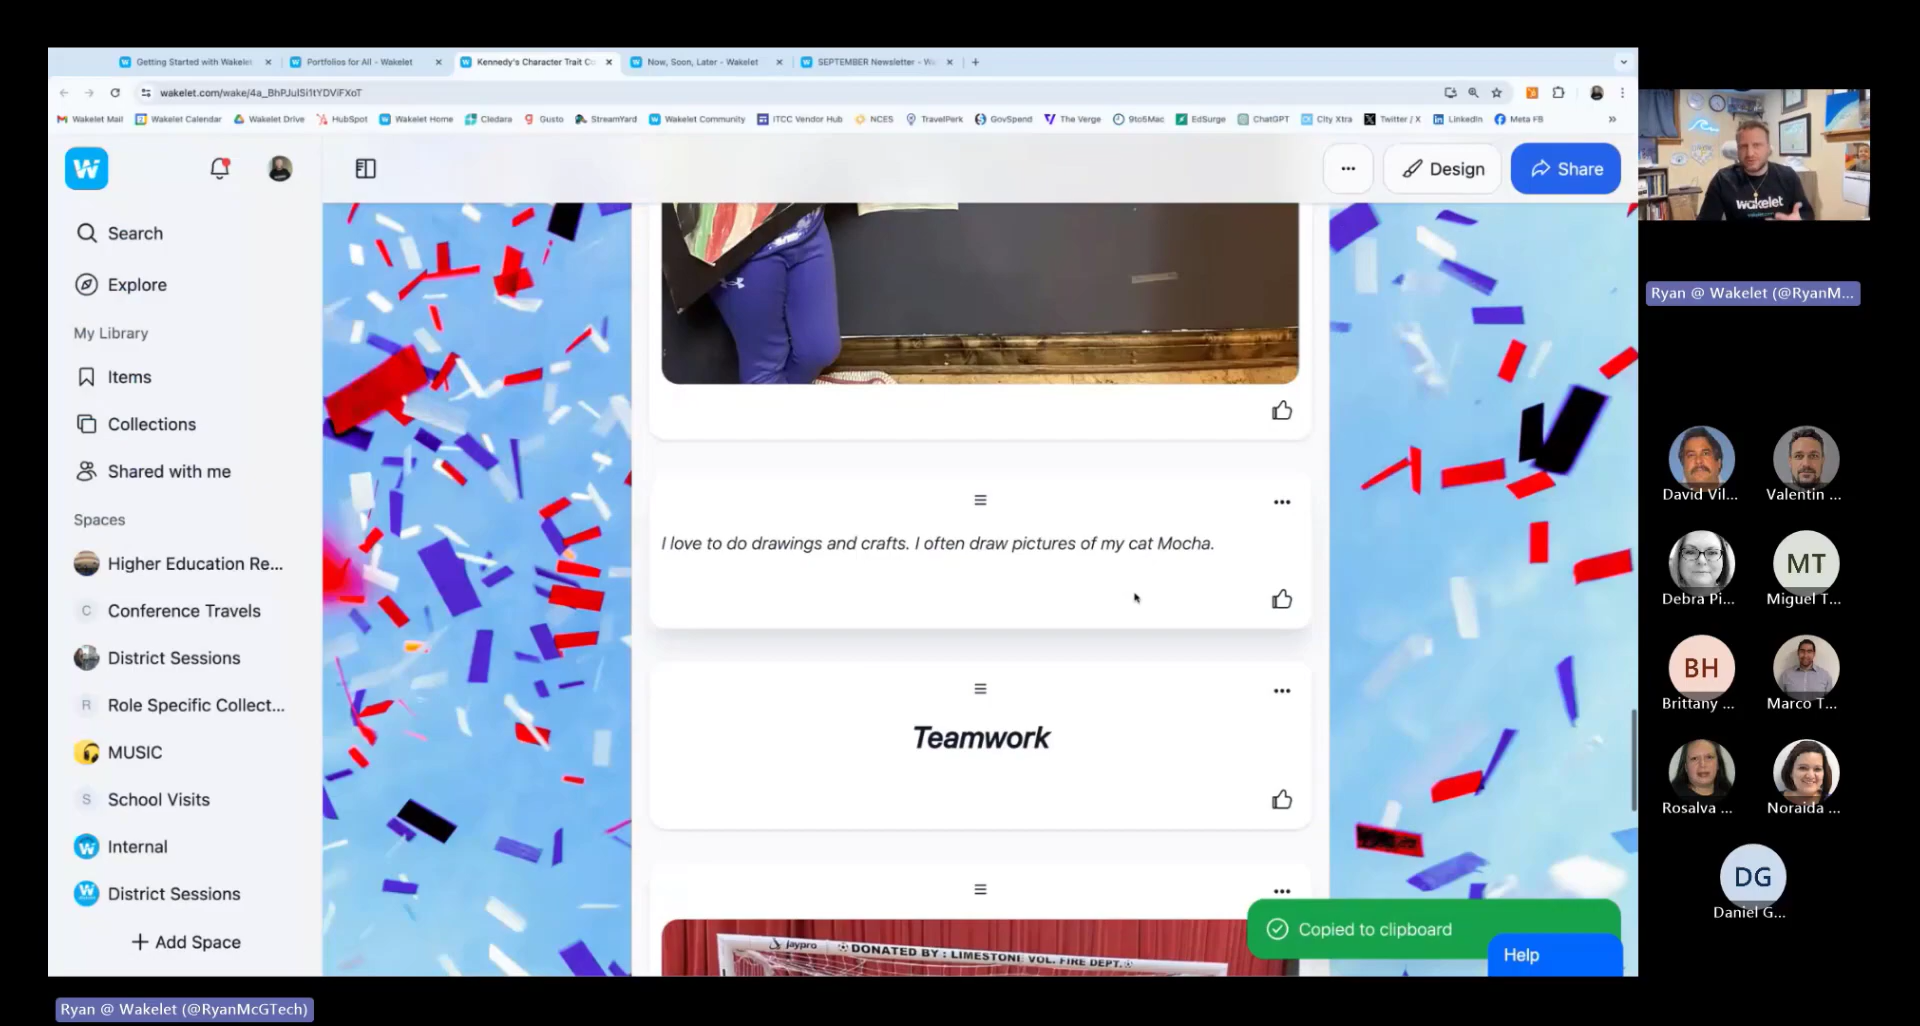 Getting Started with Wakelet
Portfolios for All - Wakelet
Kennedy's Character Trait Co
Now, Soon, Later - Wakelet
SEPTEMBER Newsletter - W
wakelet.com/wake/4a_BhPJulSi1tYDViFXoT
Wakelet Mail
Wakelet Calendar
Wakelet Drive
HubSpot
Wakelet Home
Cledara
Gusto
StreamYard
Wakelet Community
ITCC Vendor Hub
NCES
TravelPerk
GovSpend
The Verge
9to5Mac
EdSurge
ChatGPT
City Xtra
Twitter / X
LinkedIn
Meta FB
Design
Share
Search
Explore
My Library
Items
Collections
Shared with me
Spaces
Higher Education Re...
C Conference Travels
District Sessions
R Role Specific Collect...
MUSIC
S School Visits
Internal
District Sessions
+ Add Space
I love to do drawings and crafts. I often draw pictures of my cat Mocha.
Teamwork
Jaypro DONATED BY : LIMESTONE VOL. FIRE DEPT.
Copied to clipboard
Help
wakelet
Ryan @ Wakelet (@RyanM...
David Vil...
Valentin ...
Debra Pi...
MT
Miguel T...
BH
Brittany ...
Marco T...
Rosalva ...
Noraida ...
DG
Daniel G...
Ryan @ Wakelet (@RyanMcGTech)